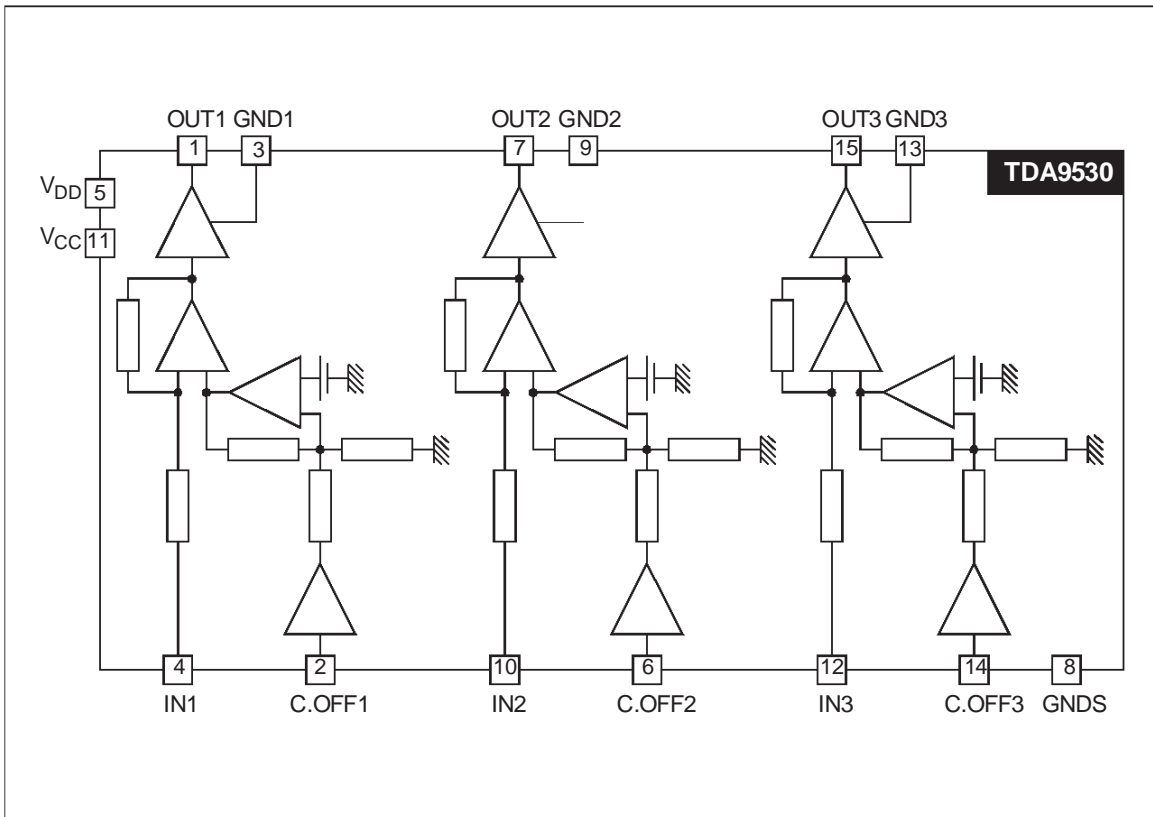 OUT1 GND1 OUT2 GND2 OUT3 GND3
1 3 7 9 15 13
TDA9530
VDD 5
VCC 11
4 2 10 6 12 14 8
IN1 C.OFF1 IN2 C.OFF2 IN3 C.OFF3 GNDS